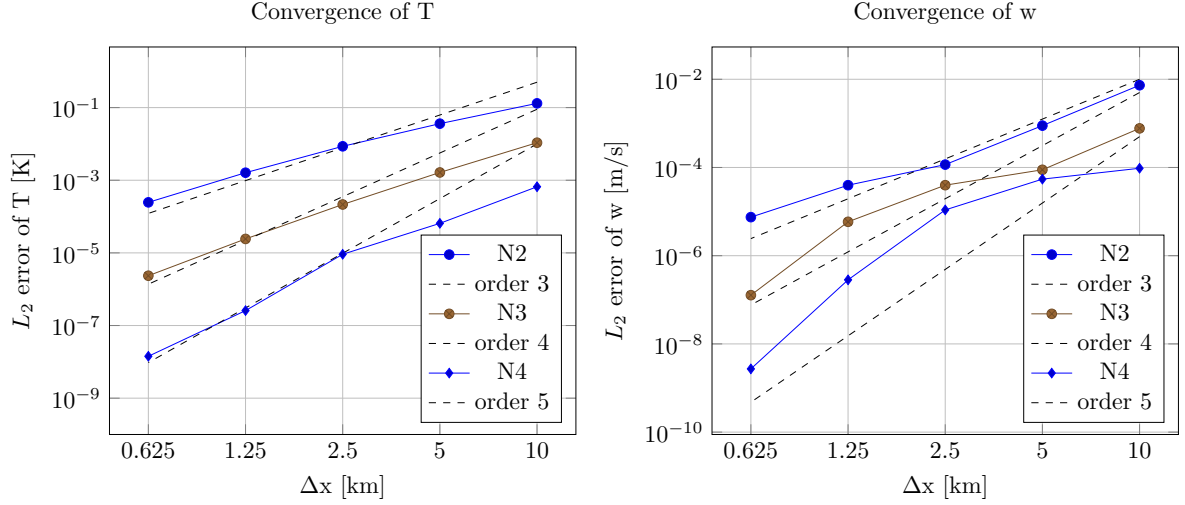 Convergence of T
10⁻¹
10⁻³
10⁻⁵
10⁻⁷
10⁻⁹
L₂ error of T [K]
0.625 1.25 2.5 5 10
Δx [km]
N2
order 3
N3
order 4
N4
order 5
Convergence of w
10⁻²
10⁻⁴
10⁻⁶
10⁻⁸
10⁻¹⁰
L₂ error of w [m/s]
0.625 1.25 2.5 5 10
Δx [km]
N2
order 3
N3
order 4
N4
order 5